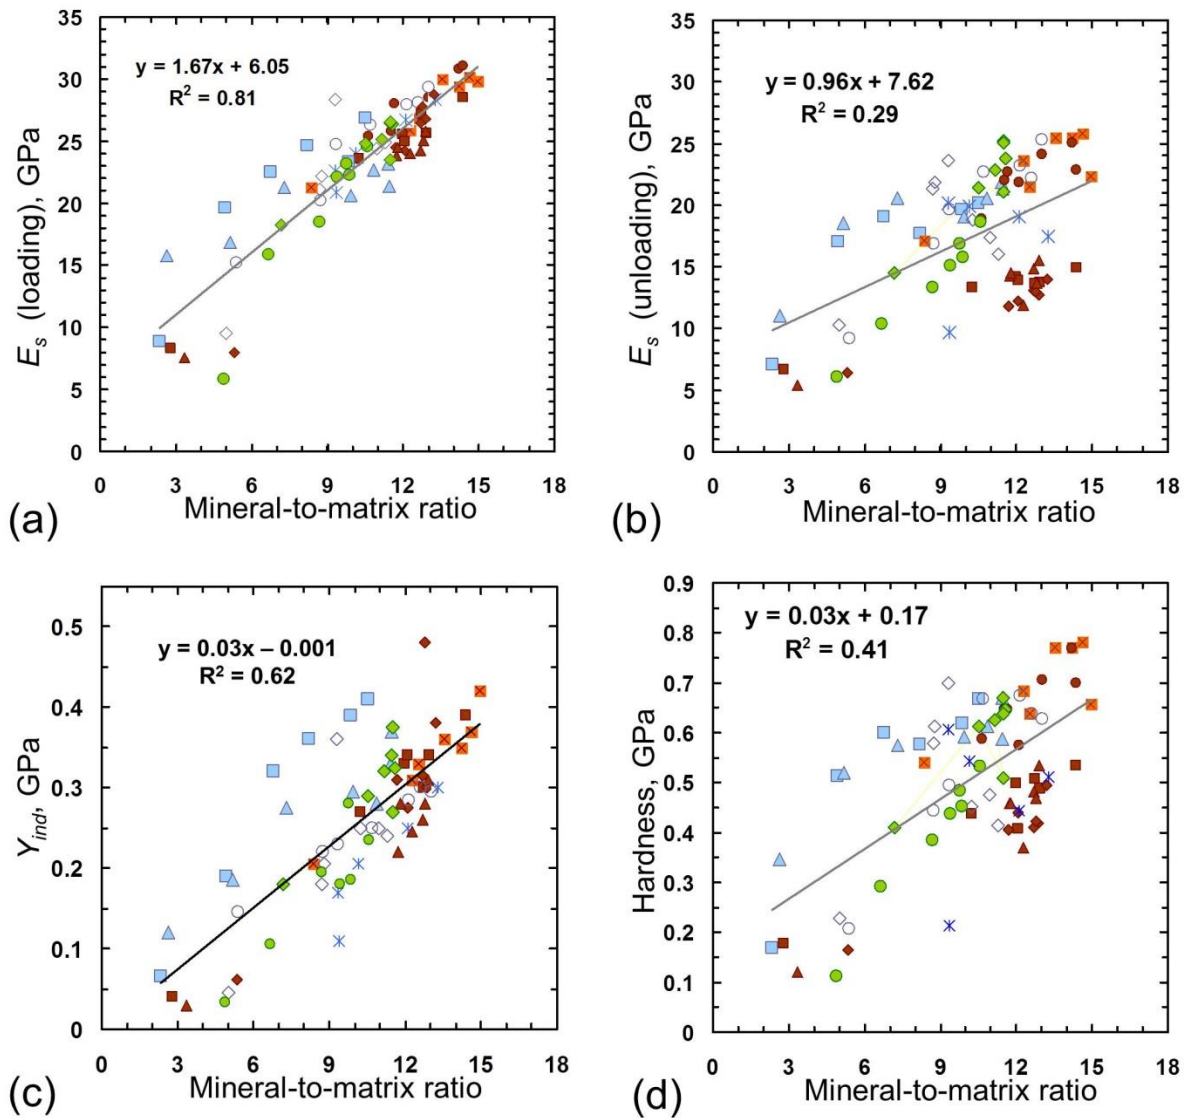 35
30
25
20
15
10
5
0
E_s (loading), GPa
y = 1.67x + 6.05
R² = 0.81
0 3 6 9 12 15 18
Mineral-to-matrix ratio
(a)
35
30
25
20
15
10
5
0
E_s (unloading), GPa
y = 0.96x + 7.62
R² = 0.29
0 3 6 9 12 15 18
Mineral-to-matrix ratio
(b)
0.5
0.4
0.3
0.2
0.1
0
Y_ind, GPa
y = 0.03x – 0.001
R² = 0.62
0 3 6 9 12 15 18
Mineral-to-matrix ratio
(c)
0.9
0.8
0.7
0.6
0.5
0.4
0.3
0.2
0.1
0
Hardness, GPa
y = 0.03x + 0.17
R² = 0.41
0 3 6 9 12 15 18
Mineral-to-matrix ratio
(d)